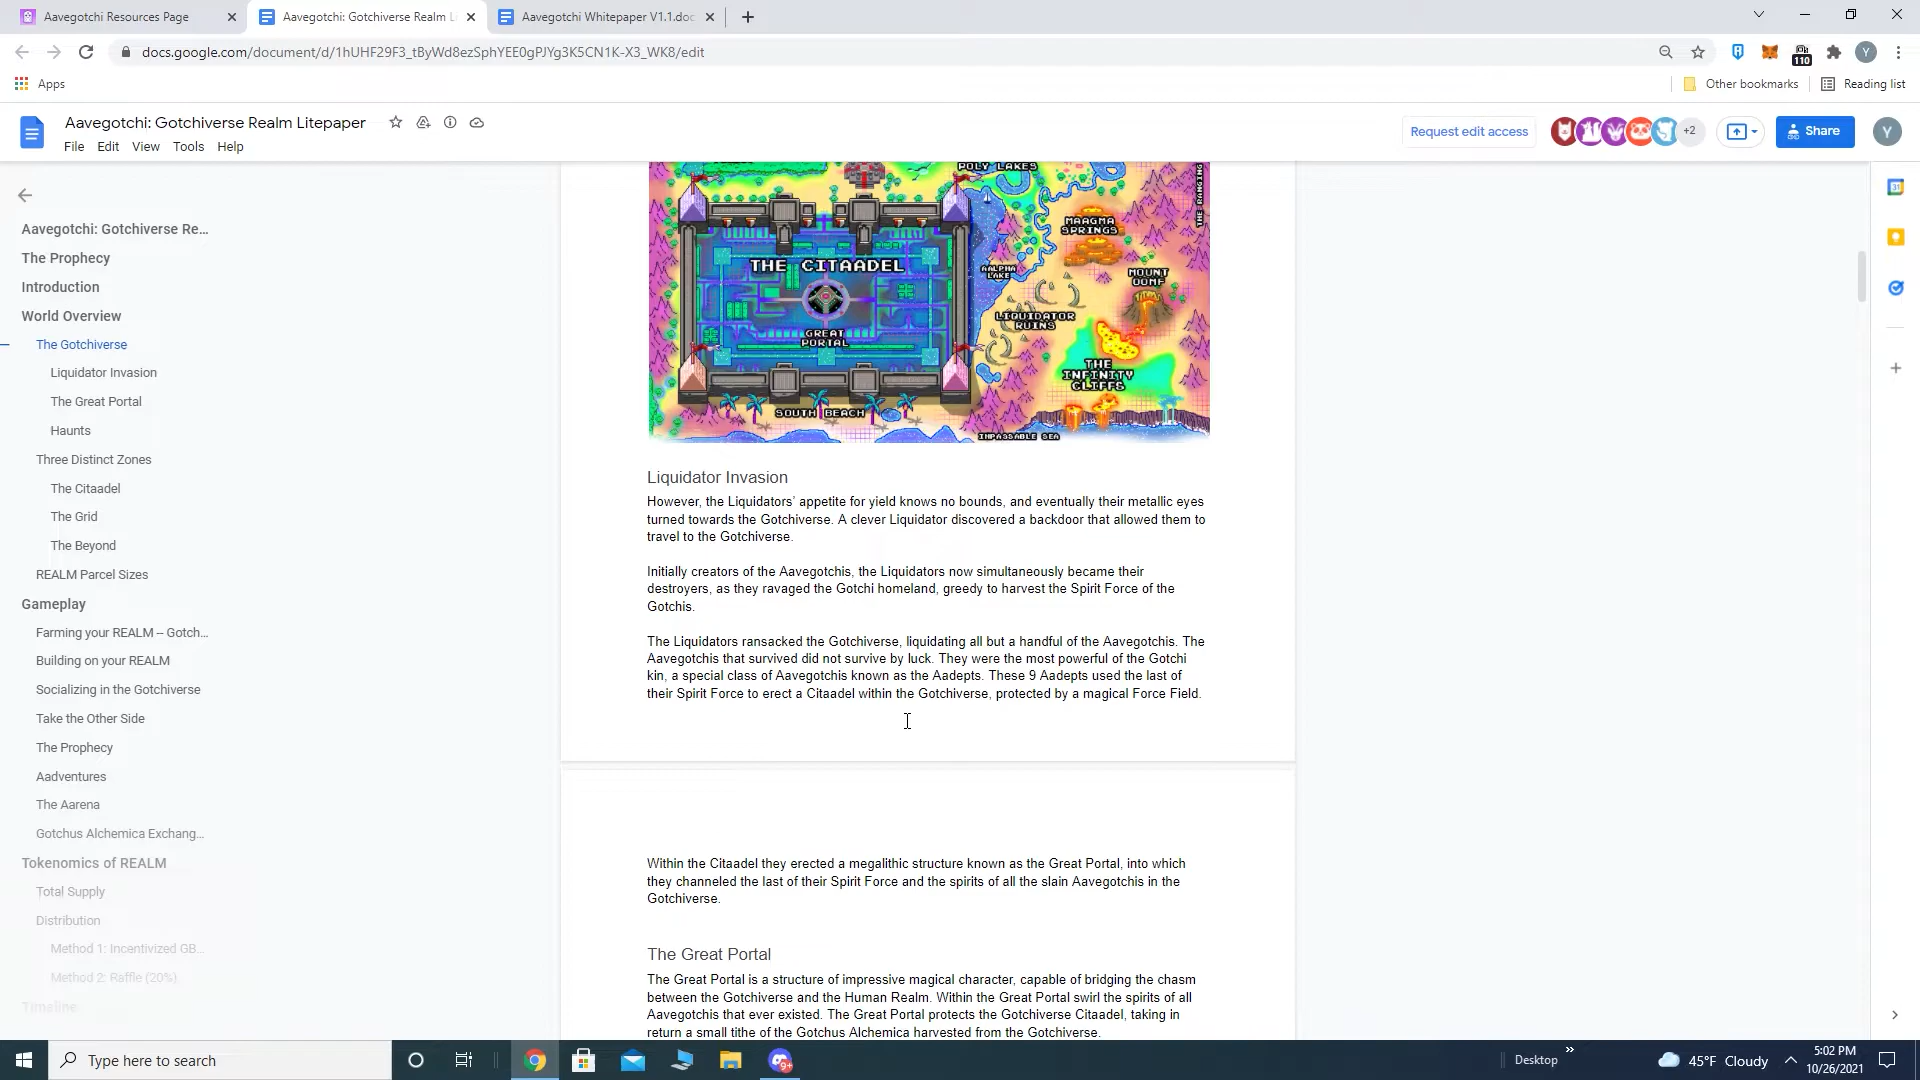 Aavegotchi Resources Page
Aavegotchi: Gotchiverse Realm L
Aavegotchi Whitepaper V1.1.doc
docs.google.com/document/d/1hUHF29F3_tByWd8ezSphYEE0gPJYg3K5CN1K-X3_WK8/edit
110
Y
Apps
Other bookmarks
Reading list
Aavegotchi: Gotchiverse Realm Litepaper
File Edit View Tools Help
Request edit access
+2
Share
Y
31
Aavegotchi: Gotchiverse Re...
The Prophecy
Introduction
World Overview
The Gotchiverse
Liquidator Invasion
The Great Portal
Haunts
Three Distinct Zones
The Citaadel
The Grid
The Beyond
REALM Parcel Sizes
Gameplay
Farming your REALM – Gotch...
Building on your REALM
Socializing in the Gotchiverse
Take the Other Side
The Prophecy
Aadventures
The Aarena
Gotchus Alchemica Exchang...
Tokenomics of REALM
Total Supply
Distribution
Method 1: Incentivized GB...
Method 2: Raffle (20%)
Timeline
POLY LAKES
THE RANGING
MAAGMA
SPRINGS
THE CITAADEL
AALPHA
LAKE
MOUNT
OOMF
LIQUIDATOR
RUINS
GREAT
PORTAL
THE
INFINITY
CLIFFS
SOUTH BEACH
IMPASSABLE SEA
Liquidator Invasion
However, the Liquidators’ appetite for yield knows no bounds, and eventually their metallic eyes
turned towards the Gotchiverse. A clever Liquidator discovered a backdoor that allowed them to
travel to the Gotchiverse.
Initially creators of the Aavegotchis, the Liquidators now simultaneously became their
destroyers, as they ravaged the Gotchi homeland, greedy to harvest the Spirit Force of the
Gotchis.
The Liquidators ransacked the Gotchiverse, liquidating all but a handful of the Aavegotchis. The
Aavegotchis that survived did not survive by luck. They were the most powerful of the Gotchi
kin, a special class of Aavegotchis known as the Aadepts. These 9 Aadepts used the last of
their Spirit Force to erect a Citaadel within the Gotchiverse, protected by a magical Force Field.
Within the Citaadel they erected a megalithic structure known as the Great Portal, into which
they channeled the last of their Spirit Force and the spirits of all the slain Aavegotchis in the
Gotchiverse.
The Great Portal
The Great Portal is a structure of impressive magical character, capable of bridging the chasm
between the Gotchiverse and the Human Realm. Within the Great Portal swirl the spirits of all
Aavegotchis that ever existed. The Great Portal protects the Gotchiverse Citaadel, taking in
return a small tithe of the Gotchus Alchemica harvested from the Gotchiverse.
Type here to search
9+
Desktop
45°F Cloudy
5:02 PM
10/26/2021